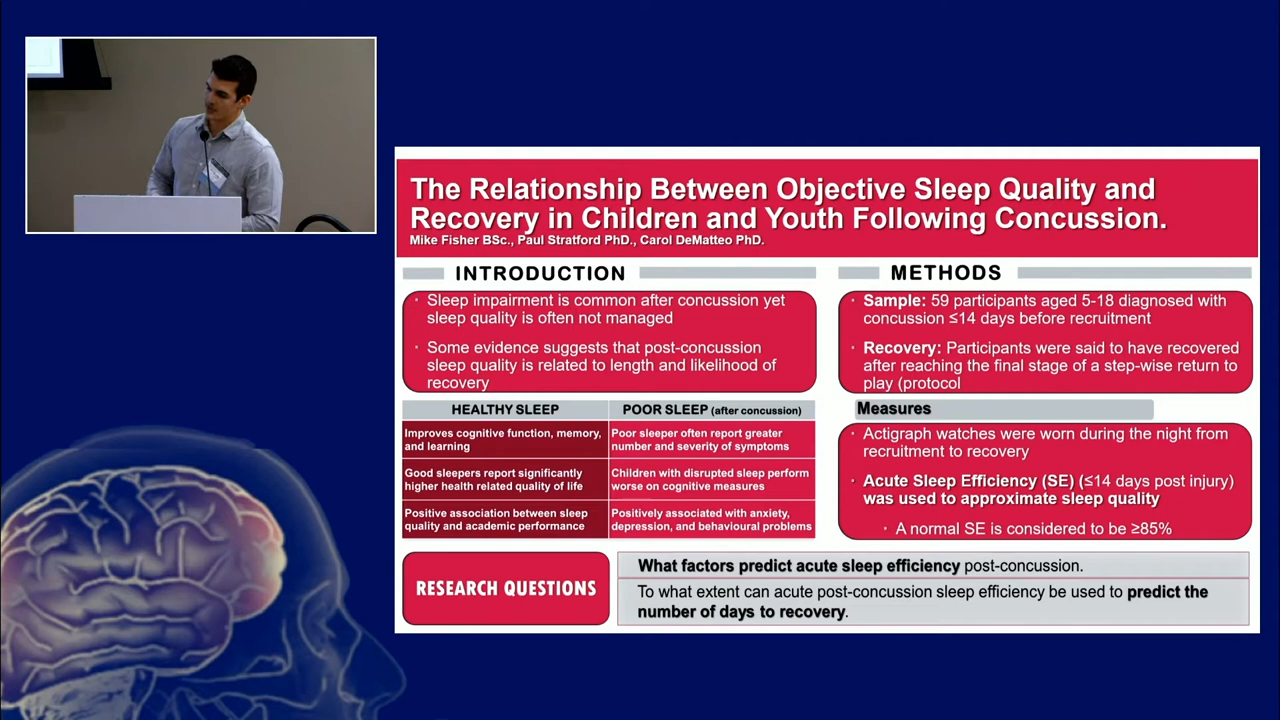 The Relationship Between Objective Sleep Quality and
Recovery in Children and Youth Following Concussion.
Mike Fisher BSc., Paul Stratford PhD., Carol DeMatteo PhD.
INTRODUCTION
· Sleep impairment is common after concussion yet
sleep quality is often not managed
· Some evidence suggests that post-concussion
sleep quality is related to length and likelihood of
recovery
HEALTHY SLEEP
POOR SLEEP (after concussion)
Improves cognitive function, memory,
and learning
Poor sleeper often report greater
number and severity of symptoms
Good sleepers report significantly
higher health related quality of life
Children with disrupted sleep perform
worse on cognitive measures
Positive association between sleep
quality and academic performance
Positively associated with anxiety,
depression, and behavioural problems
METHODS
· Sample: 59 participants aged 5-18 diagnosed with
concussion ≤14 days before recruitment
· Recovery: Participants were said to have recovered
after reaching the final stage of a step-wise return to
play (protocol
Measures
· Actigraph watches were worn during the night from
recruitment to recovery
· Acute Sleep Efficiency (SE) (≤14 days post injury)
was used to approximate sleep quality
· A normal SE is considered to be ≥85%
RESEARCH QUESTIONS
What factors predict acute sleep efficiency post-concussion.
To what extent can acute post-concussion sleep efficiency be used to predict the
number of days to recovery.